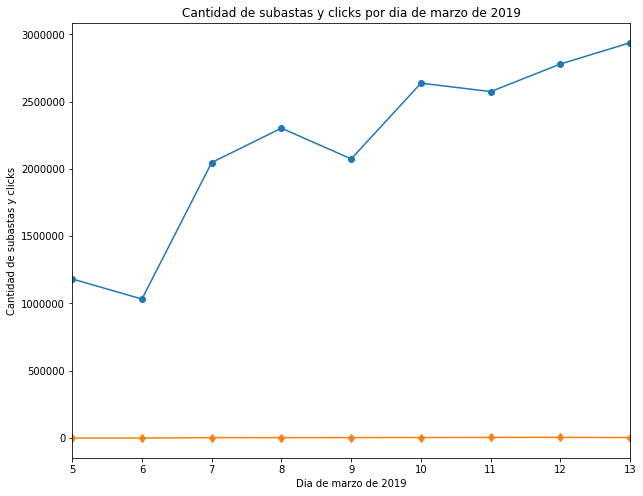 Cantidad de subastas y clicks por dia de marzo de 2019
Cantidad de subastas y clicks
3000000
2500000
2000000
1500000
1000000
500000
0
5 6 7 8 9 10 11 12 13
Dia de marzo de 2019